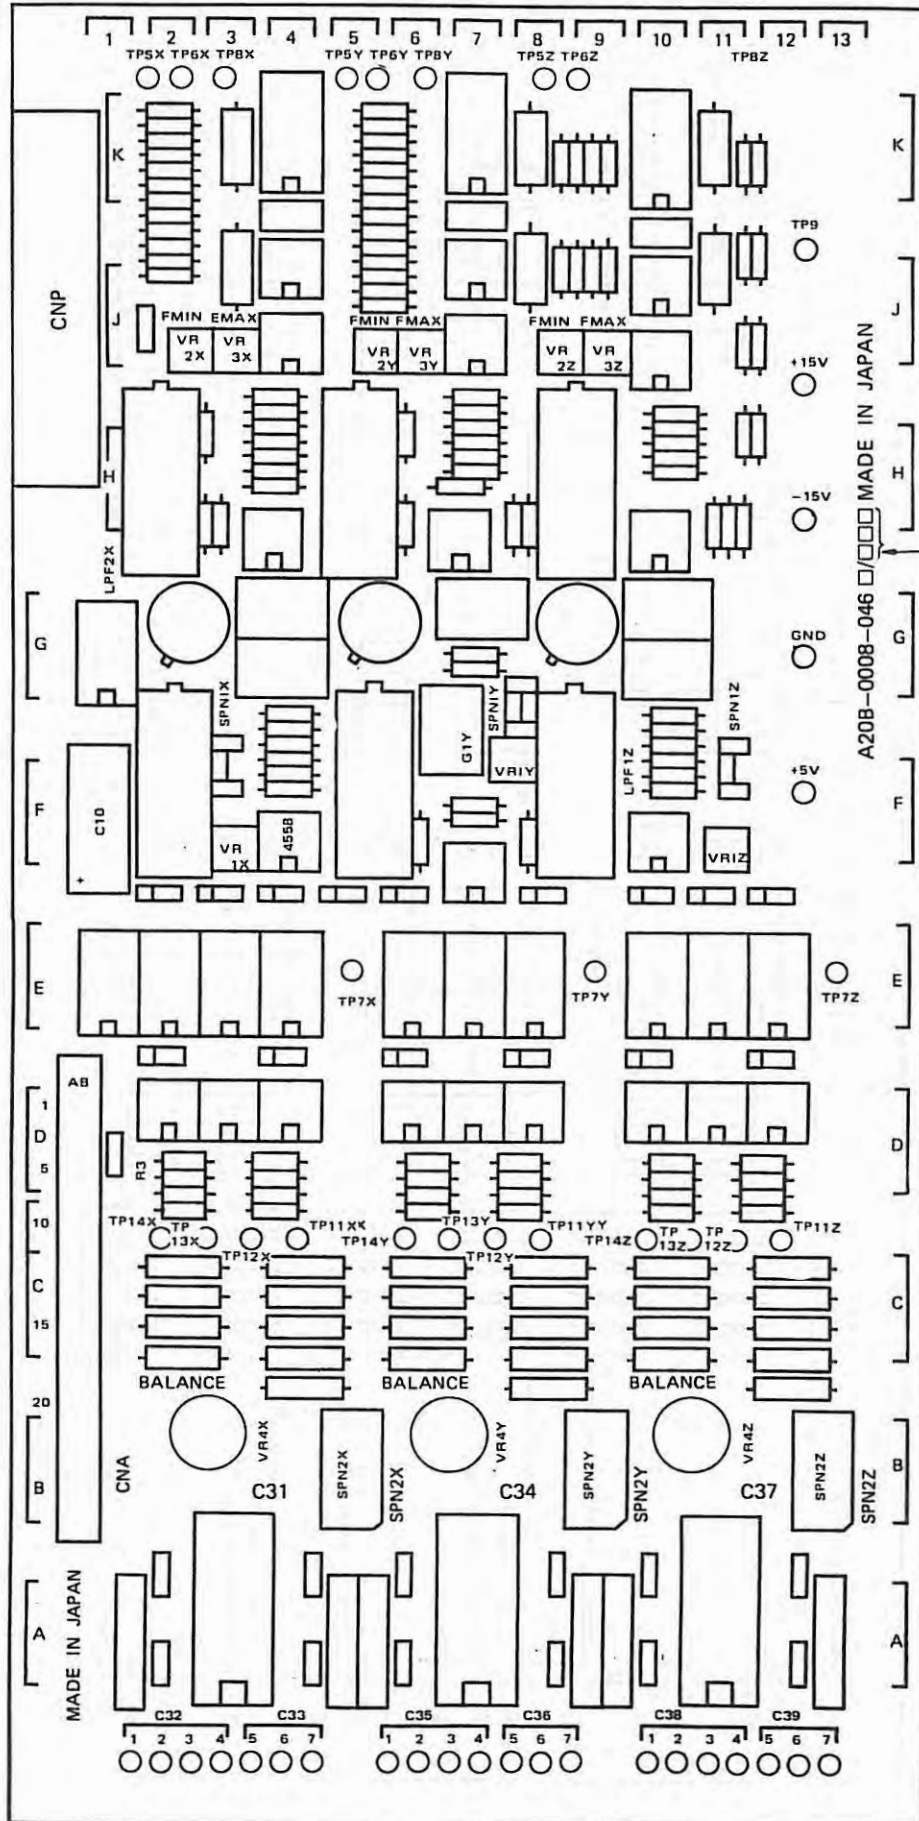 1 2 3 4 5 6 7 8 9 10 11 12 13
TP5X TP6X TP8X TP5Y TP6Y TP8Y TP5Z TP6Z TP8Z
K K
TP9
CNP
J J
FMIN EMAX FMIN FMAX FMIN FMAX
VR 2X VR 3X VR 2Y VR 3Y VR 2Z VR 3Z
+15V
A20B-0008-046□/□□□ MADE IN JAPAN
H H
-15V
LPF2X
G G
GND
SPN1X SPNIY SPN1Z
G1Y
VRIY
LPF1Z
+5V
F F
C10
+
VR 1X
455B
VRIZ
E E
TP7X TP7Y TP7Z
AB
1
D D
5
R3
10
TP14X TP 13X TP11XK TP14Y TP13Y TP11YY TP14Z TP 13Z TP 12Z TP11Z
TP12X TP12Y
C C
15
BALANCE BALANCE BALANCE
20
VR4X VR4Y VR4Z
B B
CNA
C31 C34 C37
SPN2X SPN2X SPN2Y SPN2Y SPN2Z SPN2Z
MADE IN JAPAN
A A
C32 C33 C35 C36 C38 C39
1 2 3 4 5 6 7 1 2 3 4 5 6 7 1 2 3 4 5 6 7